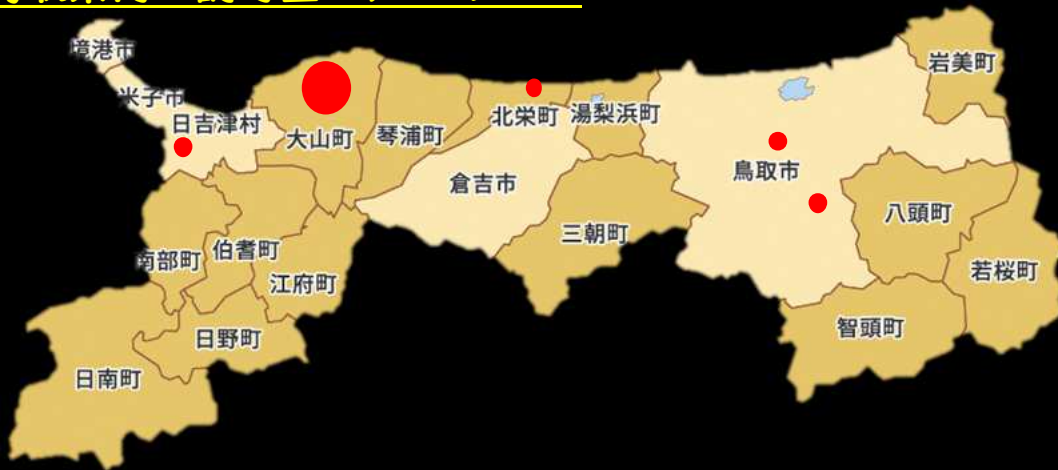 境港市
米子市
日吉津村
大山町
琴浦町
北栄町
湯梨浜町
岩美町
倉吉市
鳥取市
三朝町
八頭町
若桜町
南部町
伯耆町
江府町
日野町
日南町
智頭町